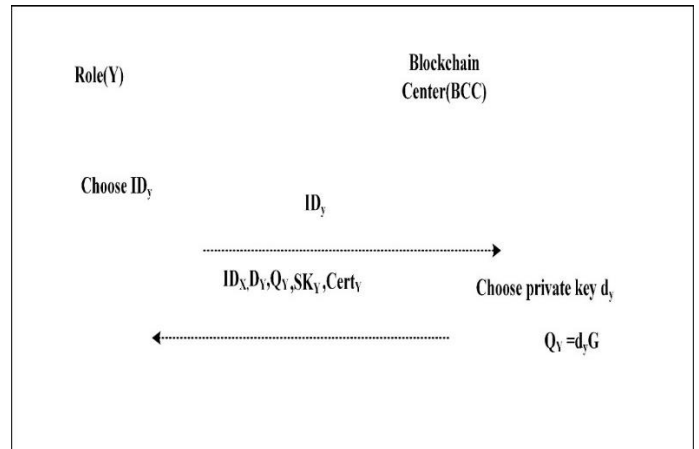 Role(Y)
Blockchain
Center(BCC)
Choose IDy
IDy
IDX,DY,QY,SKY,CertY
Choose private key dy
QY =dyG